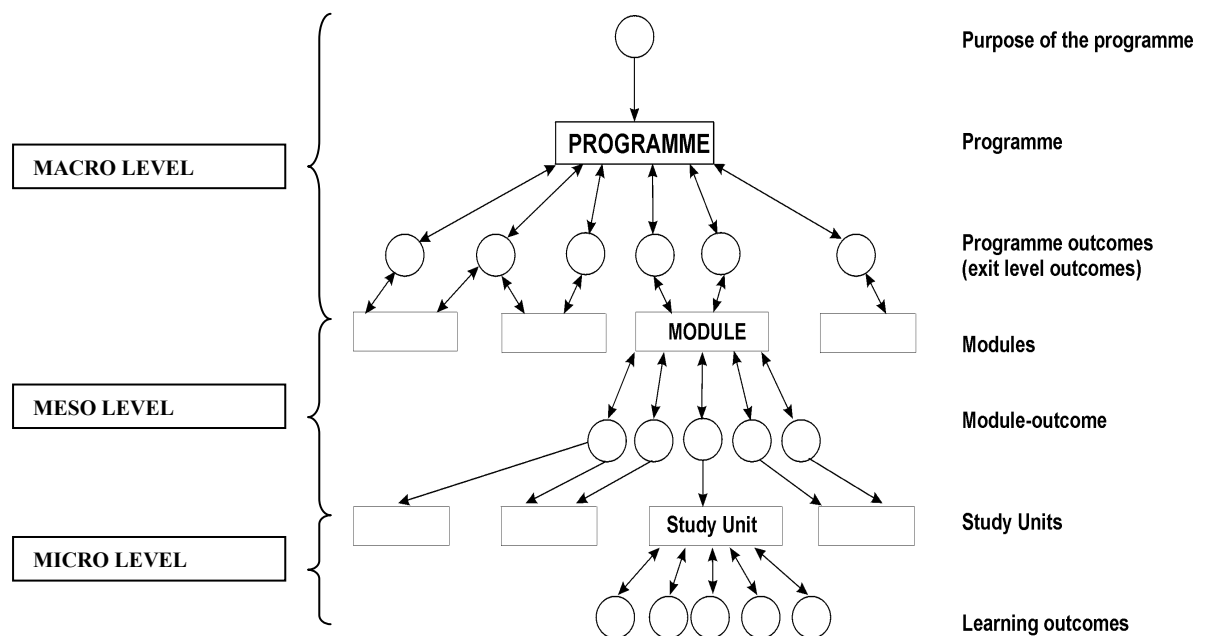 Purpose of the programme
PROGRAMME
Programme
MACRO LEVEL
Programme outcomes
(exit level outcomes)
MODULE
Modules
MESO LEVEL
Module-outcome
Study Unit
Study Units
MICRO LEVEL
Learning outcomes